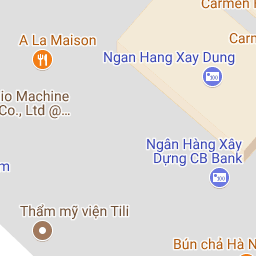 Carmen
A La Maison
Carm
Ngan Hang Xay Dung
io Machine
Co., Ltd @...
Ngân Hàng Xây
Dựng CB Bank
m
Thẩm mỹ viện Tili
Bún chả Hà N